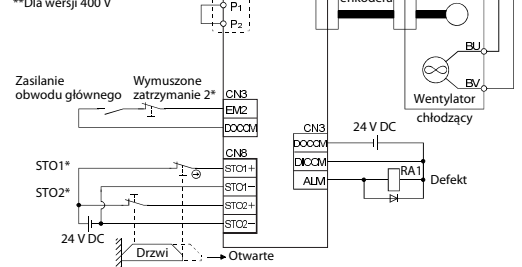 **Dla wersji 400 V
P1
P2
enkodera
BU
BV
Wentylator
chłodzący
Zasilanie
obwodu głównego
Wymuszone
zatrzymanie 2*
CN3
EM2
DOCOM
CN8
STO1*
STO1+
STO1−
STO2*
STO2+
STO2−
24 V DC
Drzwi
Otwarte
CN3
24 V DC
DOCOM
DICOM
ALM
RA1
Defekt